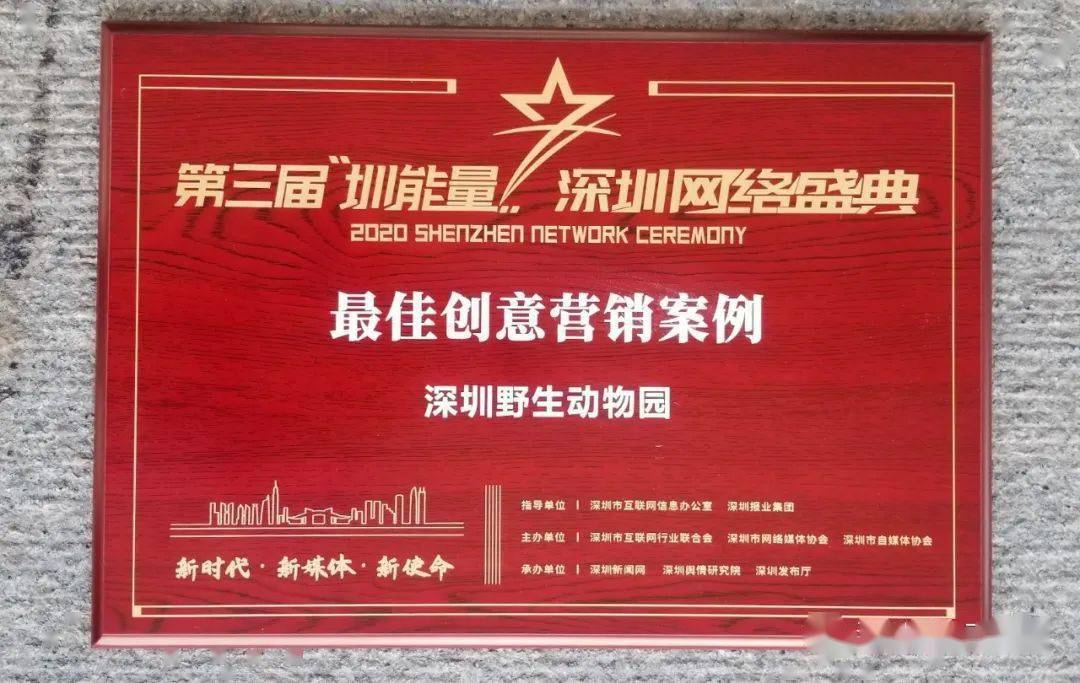 第三届“圳能量” 深圳网络盛典
2020 SHENZHEN NETWORK CEREMONY
最佳创意营销案例
深圳野生动物园
新时代·新媒体·新使命
指导单位 | 深圳市互联网信息办公室 深圳报业集团
主办单位 | 深圳市互联网行业联合会 深圳市网络媒体协会 深圳市自媒体协会
承办单位 | 深圳新闻网 深圳舆情研究院 深圳发布厅